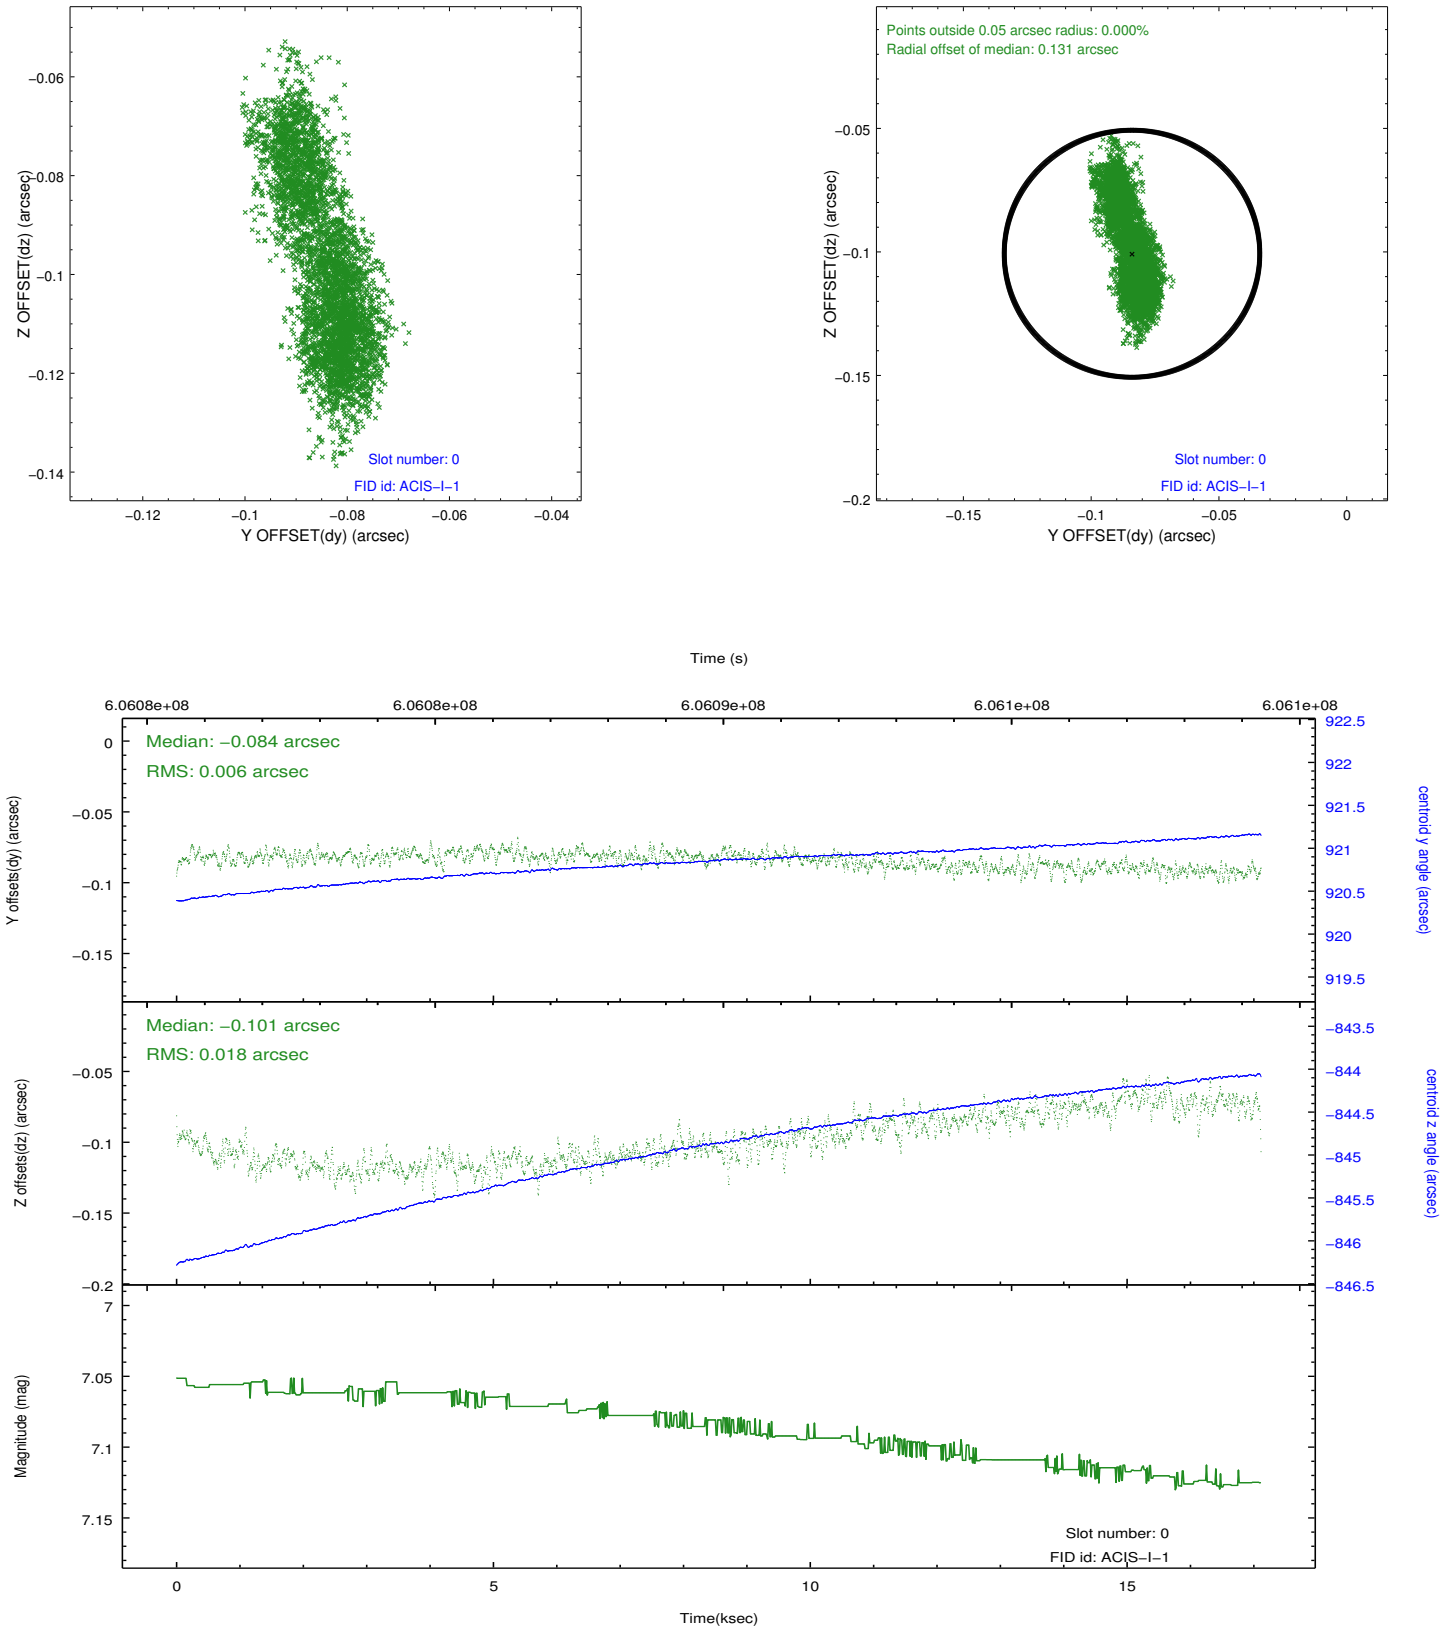 −0.06
−0.08
−0.1
−0.12
−0.14
Z OFFSET(dz) (arcsec)
Slot number: 0
FID id: ACIS−I−1
−0.12
−0.1
−0.08
−0.06
−0.04
Y OFFSET(dy) (arcsec)
Points outside 0.05 arcsec radius: 0.000%
Radial offset of median: 0.131 arcsec
−0.05
−0.1
−0.15
−0.2
Z OFFSET(dz) (arcsec)
Slot number: 0
FID id: ACIS−I−1
−0.15
−0.1
−0.05
0
Y OFFSET(dy) (arcsec)
Time (s)
6.0608e+08
6.0608e+08
6.0609e+08
6.061e+08
6.061e+08
Median: −0.084 arcsec
RMS: 0.006 arcsec
0
−0.05
−0.1
−0.15
Y offsets(dy) (arcsec)
922.5
922
921.5
921
920.5
920
919.5
centroid y angle (arcsec)
Median: −0.101 arcsec
RMS: 0.018 arcsec
−0.05
−0.1
−0.15
−0.2
Z offsets(dz) (arcsec)
−843.5
−844
−844.5
−845
−845.5
−846
−846.5
centroid z angle (arcsec)
7
7.05
7.1
7.15
Magnitude (mag)
Slot number: 0
FID id: ACIS−I−1
0
5
10
15
Time(ksec)